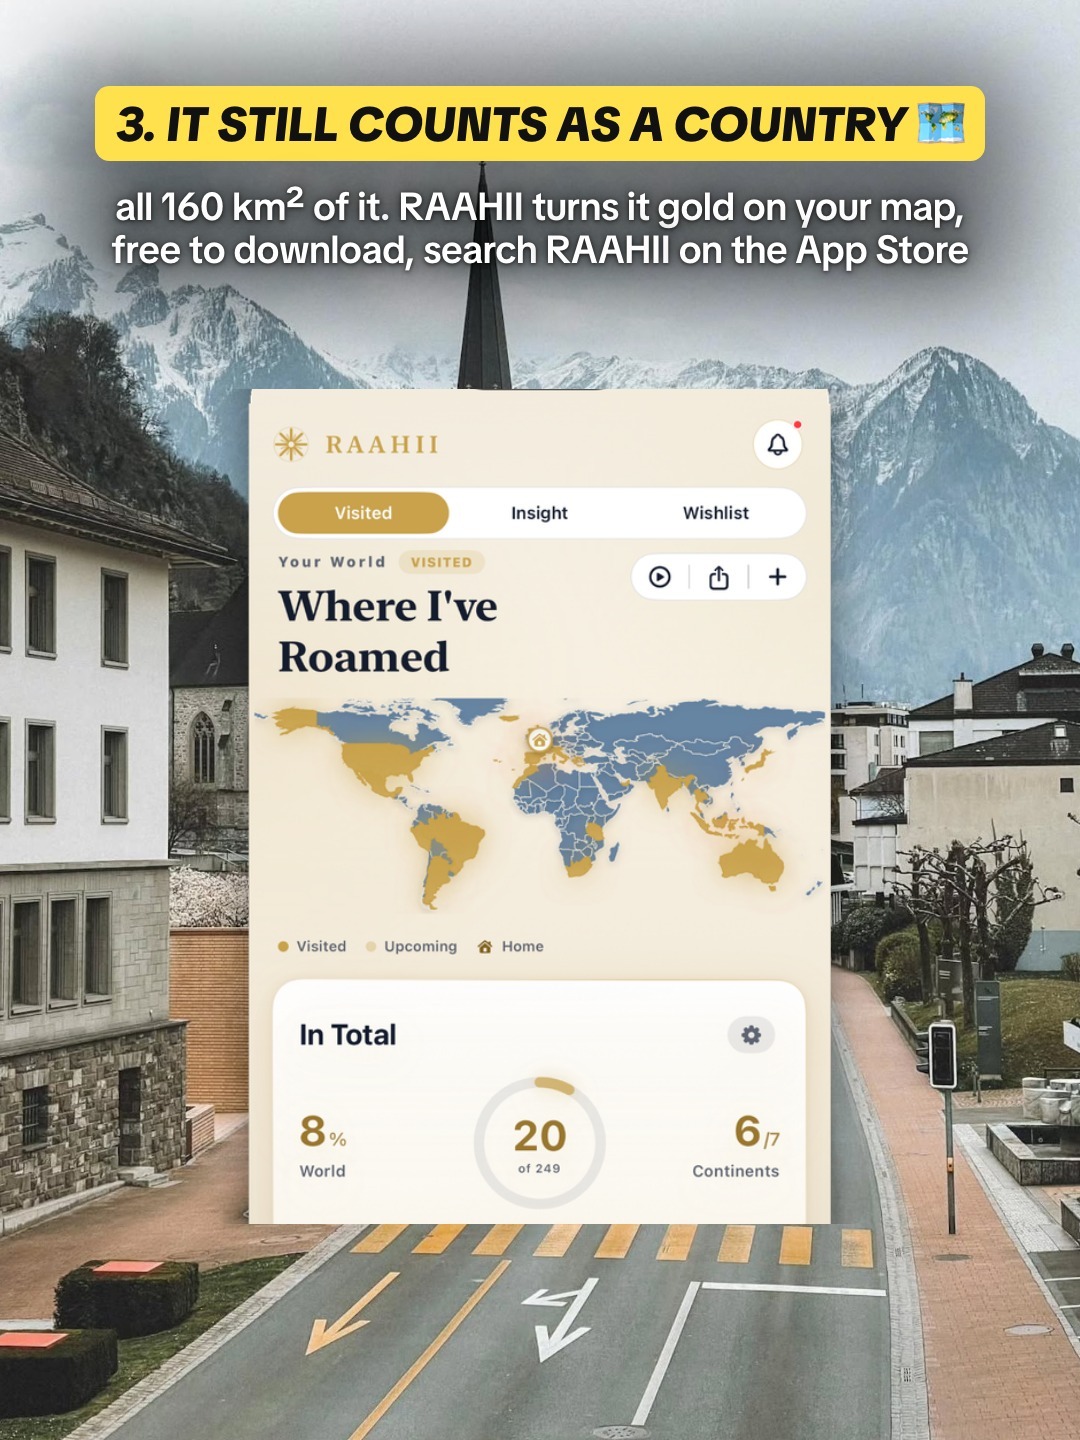 3. IT STILL COUNTS AS A COUNTRY 🗺️
all 160 km² of it. RAAHII turns it gold on your map,
free to download, search RAAHII on the App Store
RAAHII
Visited Insight Wishlist
Your World VISITED
Where I've
Roamed
Visited Upcoming Home
In Total
8% 20 6/7
World of 249 Continents